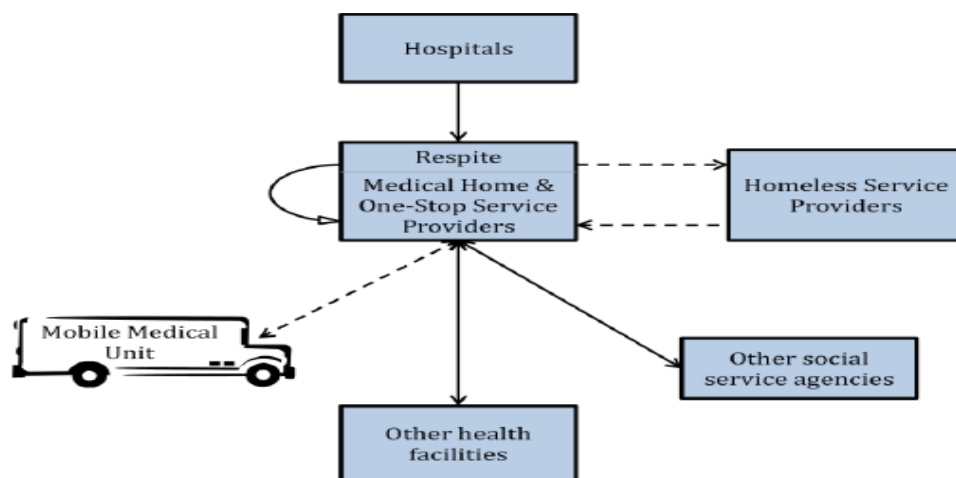 Hospitals
Respite
Medical Home &
One-Stop Service
Providers
Homeless Service
Providers
Mobile Medical
Unit
Other social
service agencies
Other health
facilities